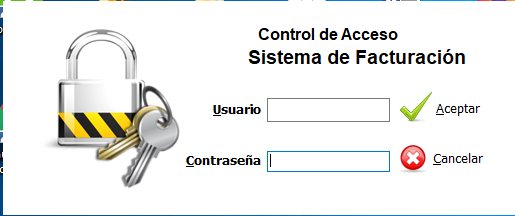 Control de Acceso
Sistema de Facturación
Usuario
Aceptar
Contraseña
Cancelar